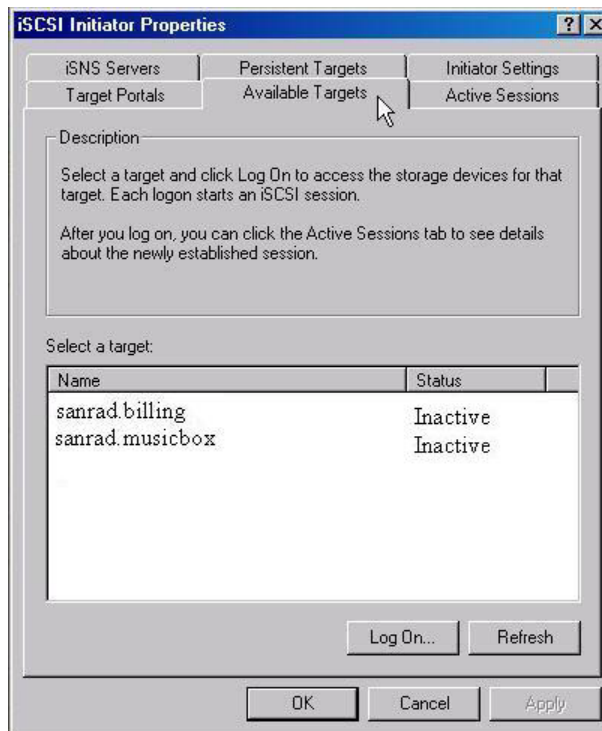 iSCSI Initiator Properties
iSNS Servers Persistent Targets Initiator Settings
Target Portals Available Targets Active Sessions
Description
Select a target and click Log On to access the storage devices for that
target. Each logon starts an iSCSI session.
After you log on, you can click the Active Sessions tab to see details
about the newly established session.
Select a target:
Name Status
sanrad.billing Inactive
sanrad.musicbox Inactive
Log On... Refresh
OK Cancel Apply